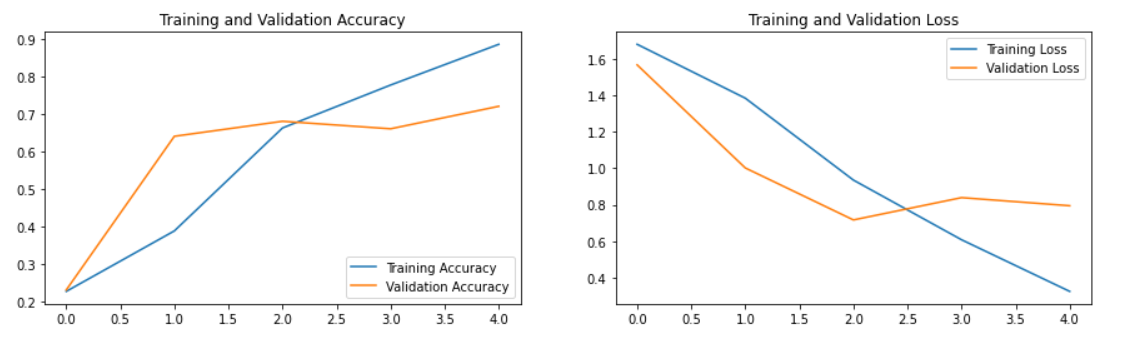 Training and Validation Accuracy
0.9
0.8
0.7
0.6
0.5
0.4
0.3
0.2
Training Accuracy
Validation Accuracy
0.0 0.5 1.0 1.5 2.0 2.5 3.0 3.5 4.0
Training and Validation Loss
Training Loss
Validation Loss
1.6
1.4
1.2
1.0
0.8
0.6
0.4
0.0 0.5 1.0 1.5 2.0 2.5 3.0 3.5 4.0